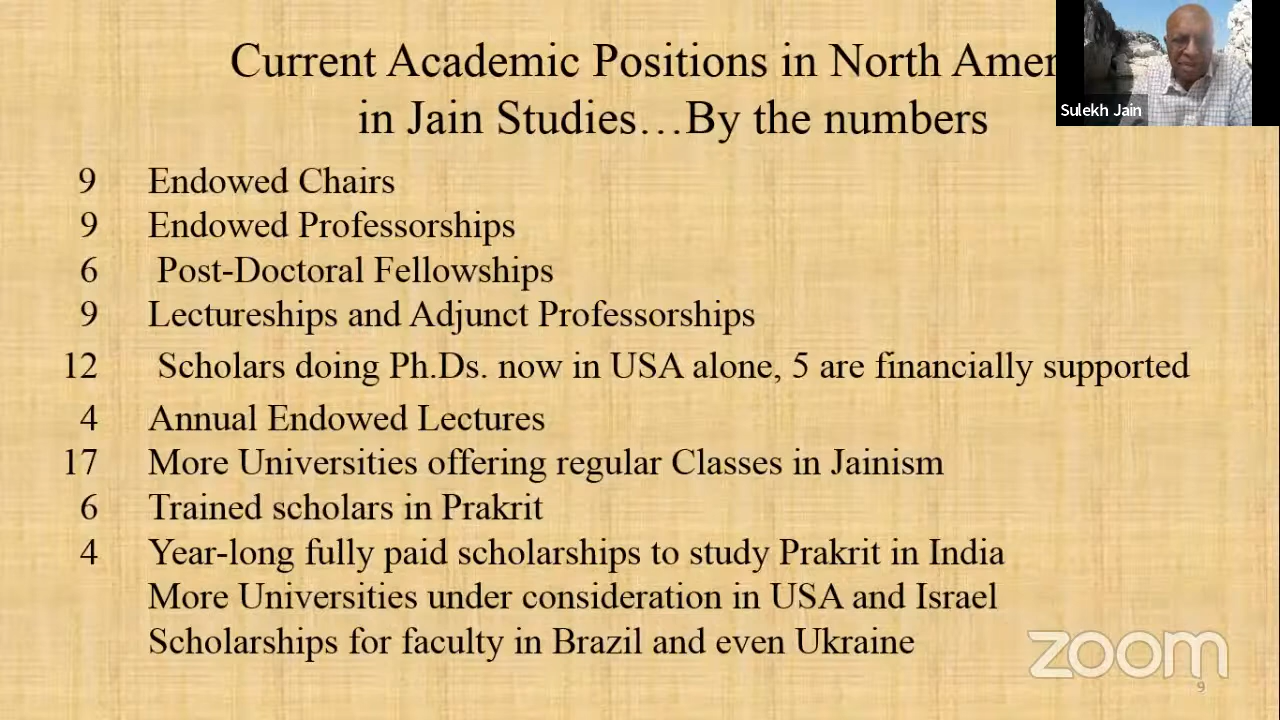 Current Academic Positions in North Amer
in Jain Studies…By the numbers
Sulekh Jain
9 Endowed Chairs
9 Endowed Professorships
6 Post-Doctoral Fellowships
9 Lectureships and Adjunct Professorships
12 Scholars doing Ph.Ds. now in USA alone, 5 are financially supported
4 Annual Endowed Lectures
17 More Universities offering regular Classes in Jainism
6 Trained scholars in Prakrit
4 Year-long fully paid scholarships to study Prakrit in India
More Universities under consideration in USA and Israel
Scholarships for faculty in Brazil and even Ukraine
zoom
9